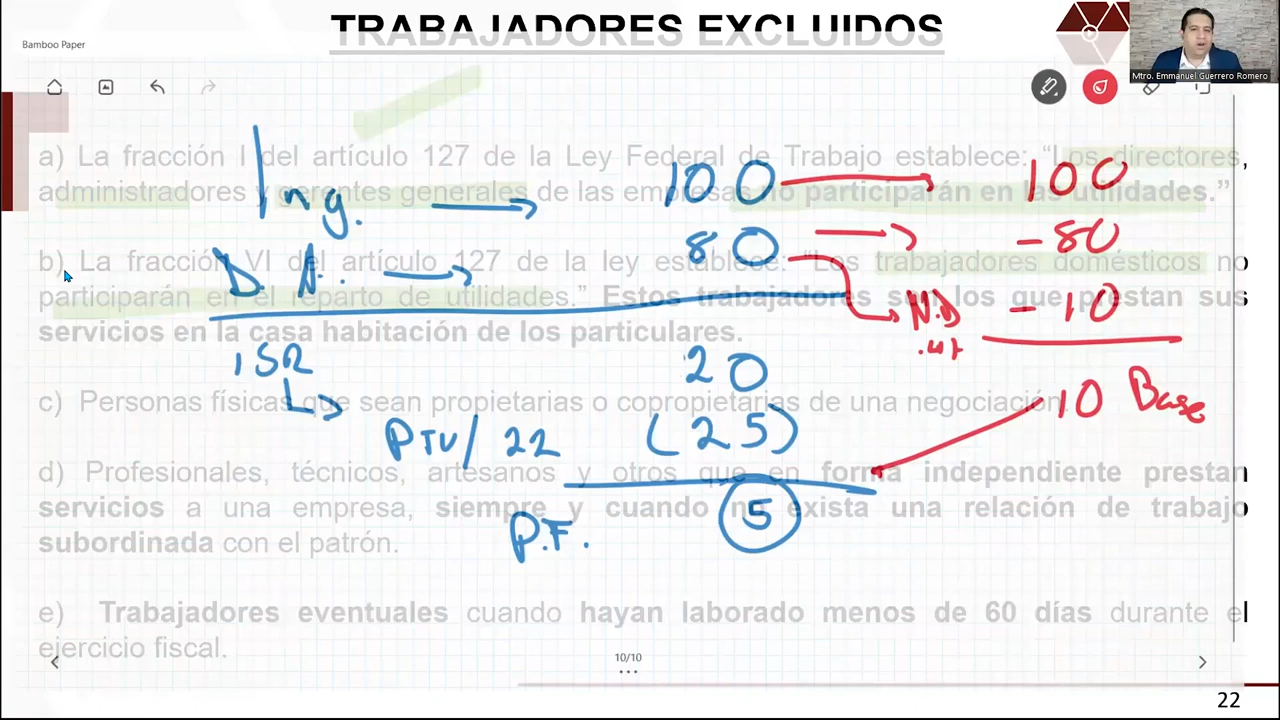 TRABAJADORES EXCLUIDOS
Bamboo Paper
Mtro. Emmanuel Guerrero Romero
a) La fracción I del artículo 127 de la Ley Federal de Trabajo establece: “Los directores,
administradores y gerentes generales de las empresas no participarán en las utilidades.”
b) La fracción VI del artículo 127 de la ley establece: “Los trabajadores domésticos no
participarán en el reparto de utilidades.” Estos trabajadores son los que prestan sus
servicios en la casa habitación de los particulares.
c) Personas físicas que sean propietarias o copropietarias de una negociación.
d) Profesionales, técnicos, artesanos y otros que en forma independiente prestan
servicio a una empresa, siempre y cuando no exista una relación de trabajo
subordinada con el patrón.
e) Trabajadores eventuales cuando hayan laborado menos de 60 días durante el
ejercicio fiscal.
Ing. 100 100
D.A. 80 -80
N.D -10
ISR 20
10 Base
PTU/22 (25)
P.F. 5
10/10
22